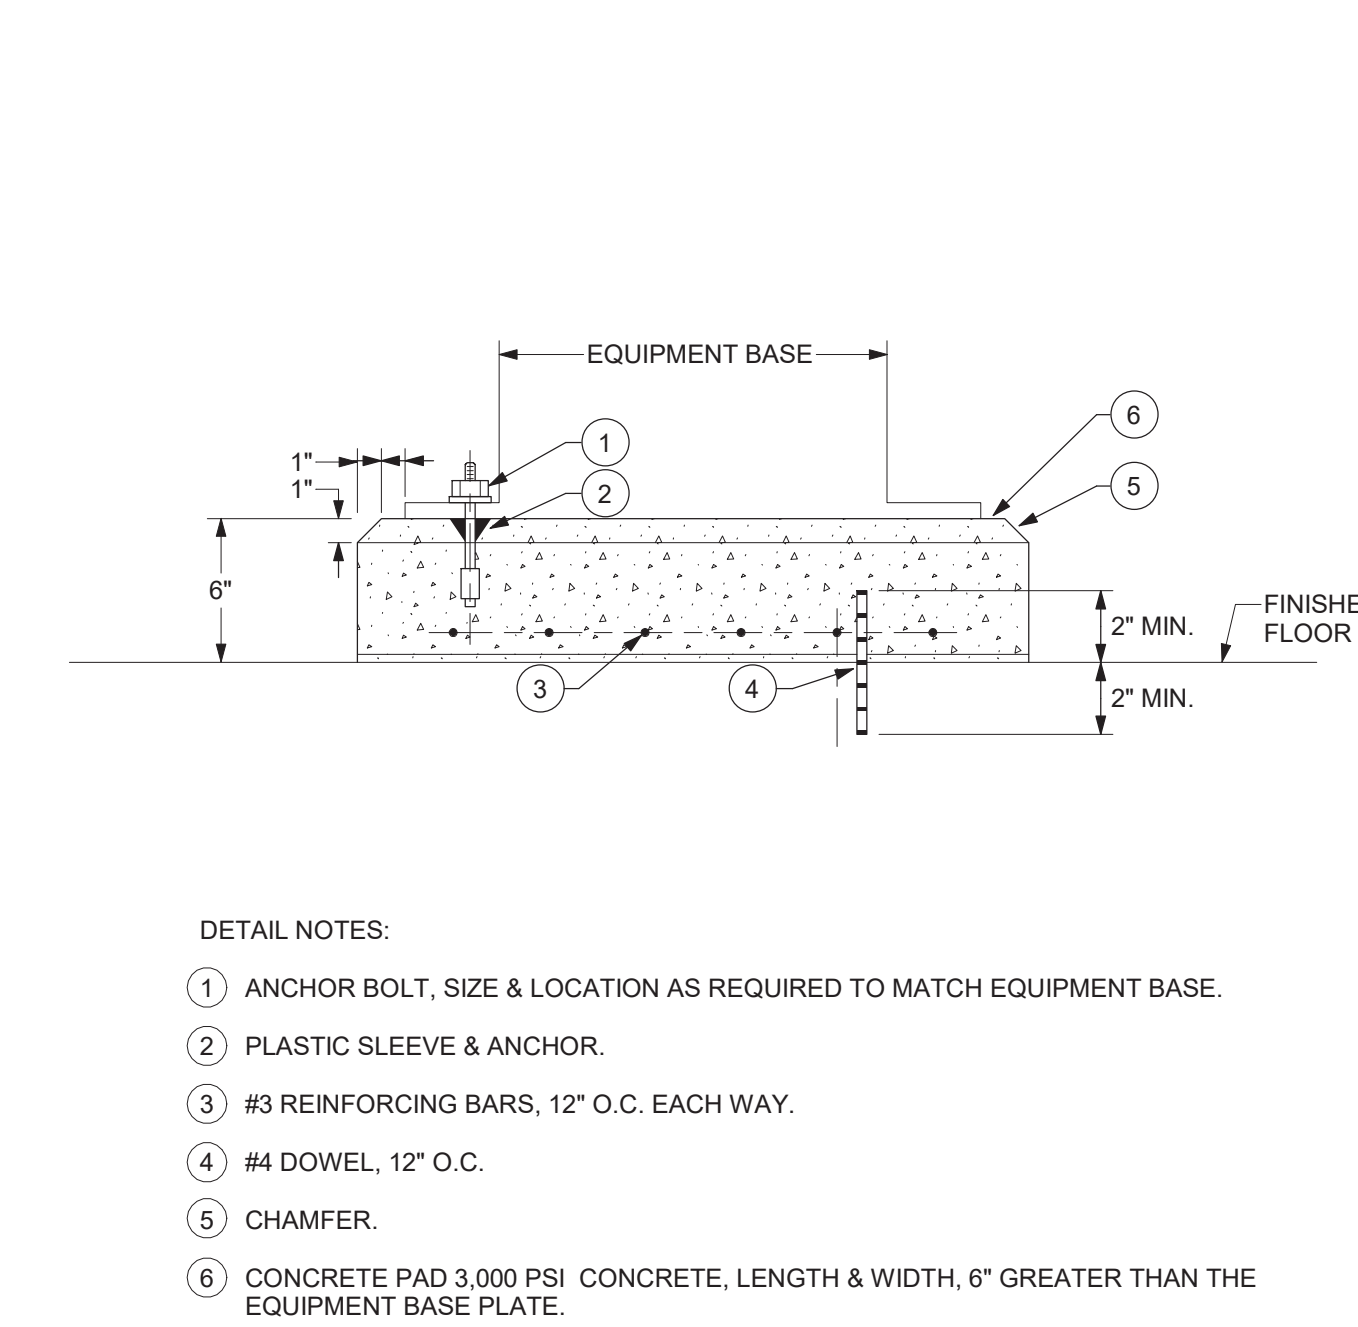 EQUIPMENT BASE
6
1
1"
1"
2
5
6"
FINISHE
2" MIN.
FLOOR
3
4
2" MIN.
DETAIL NOTES:
1 ANCHOR BOLT, SIZE & LOCATION AS REQUIRED TO MATCH EQUIPMENT BASE.
2 PLASTIC SLEEVE & ANCHOR.
3 #3 REINFORCING BARS, 12" O.C. EACH WAY.
4 #4 DOWEL, 12" O.C.
5 CHAMFER.
6 CONCRETE PAD 3,000 PSI CONCRETE, LENGTH & WIDTH, 6" GREATER THAN THE
EQUIPMENT BASE PLATE.